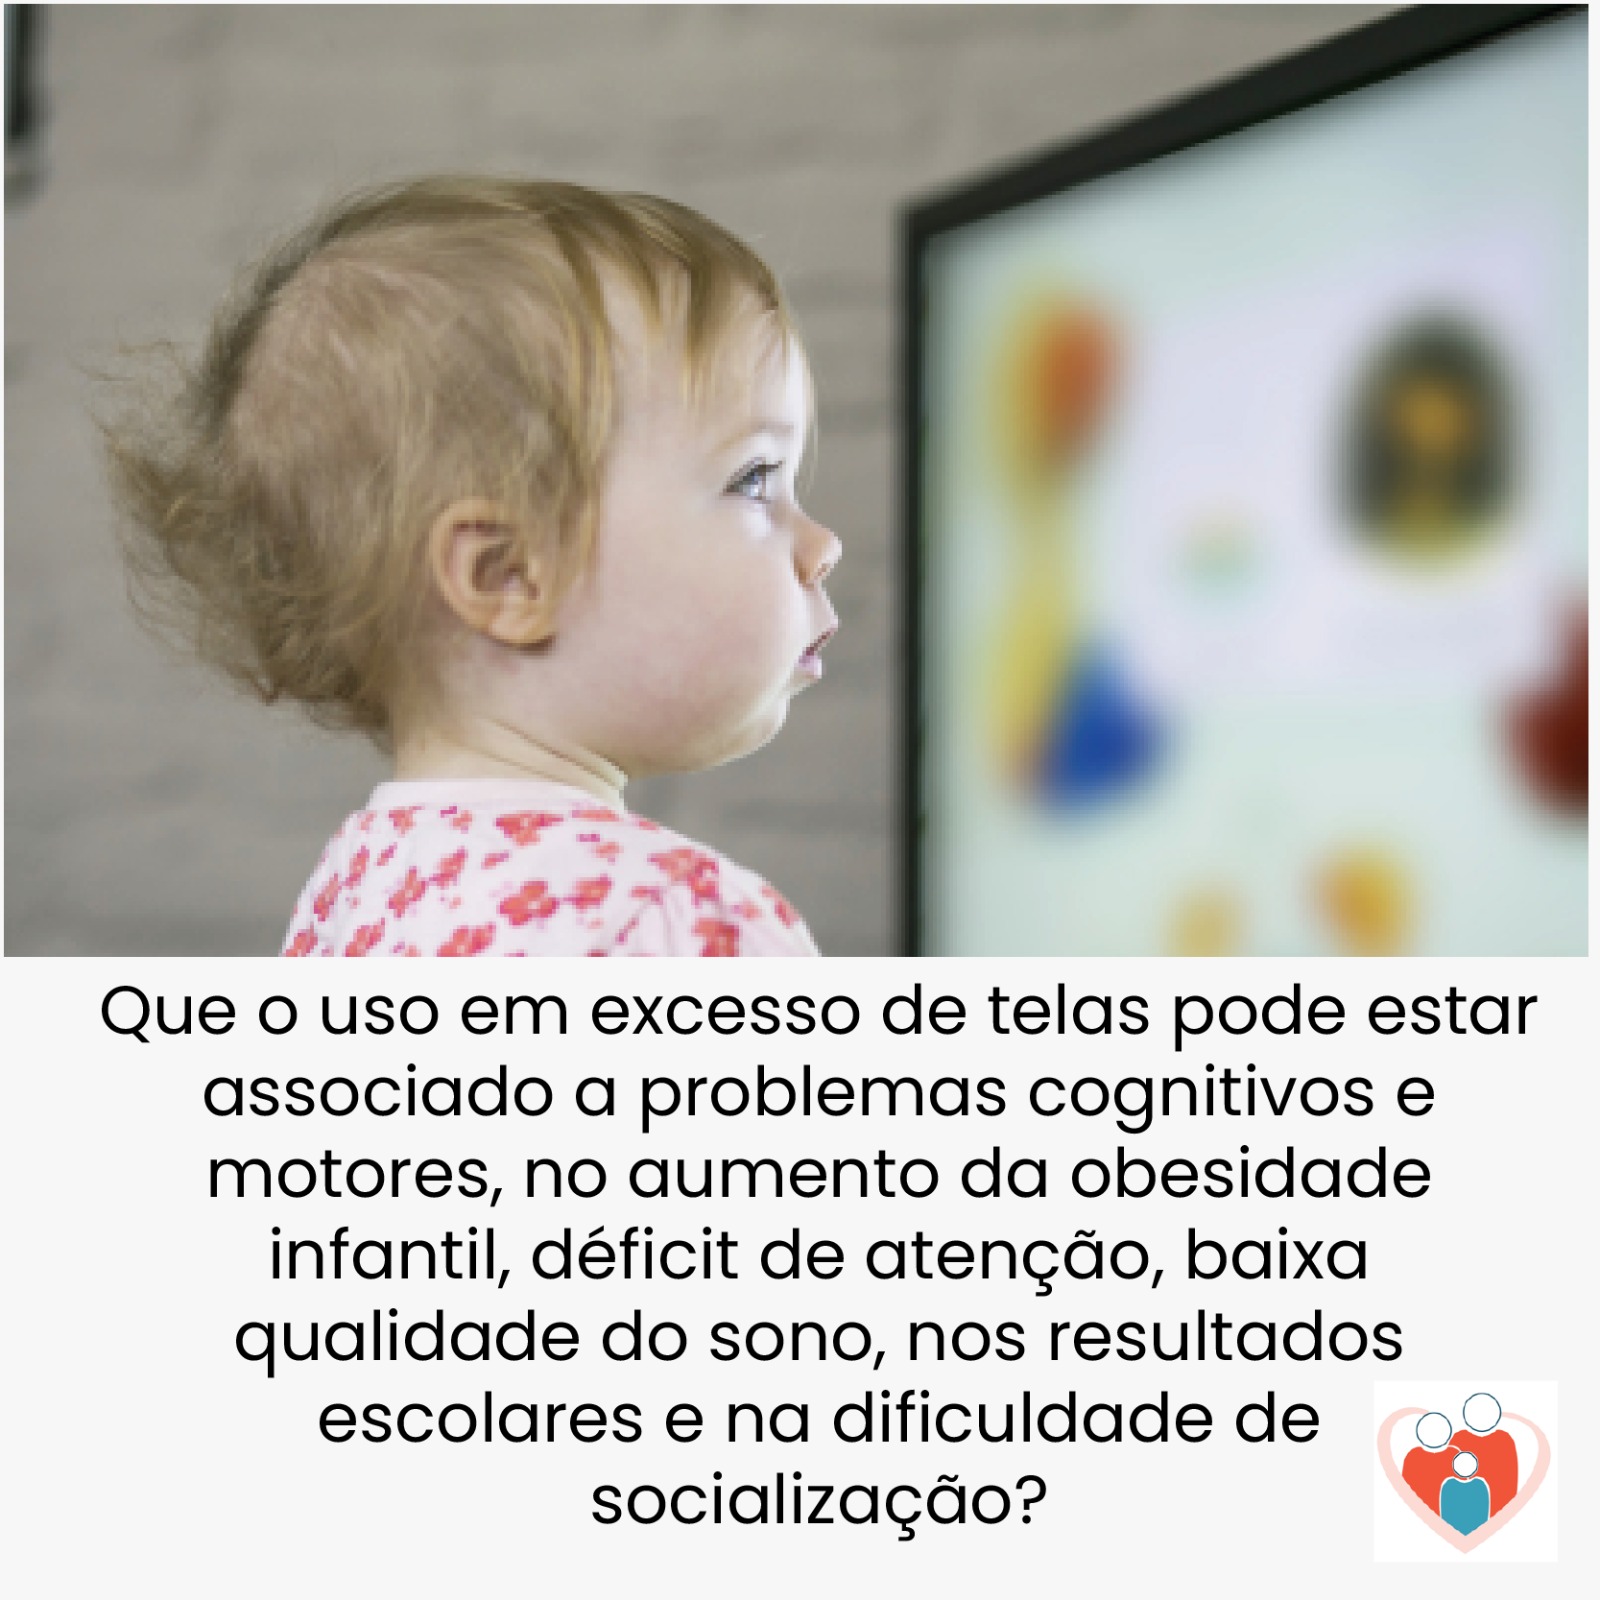 Que o uso em excesso de telas pode estar
associado a problemas cognitivos e
motores, no aumento da obesidade
infantil, déficit de atenção, baixa
qualidade do sono, nos resultados
escolares e na dificuldade de
socialização?